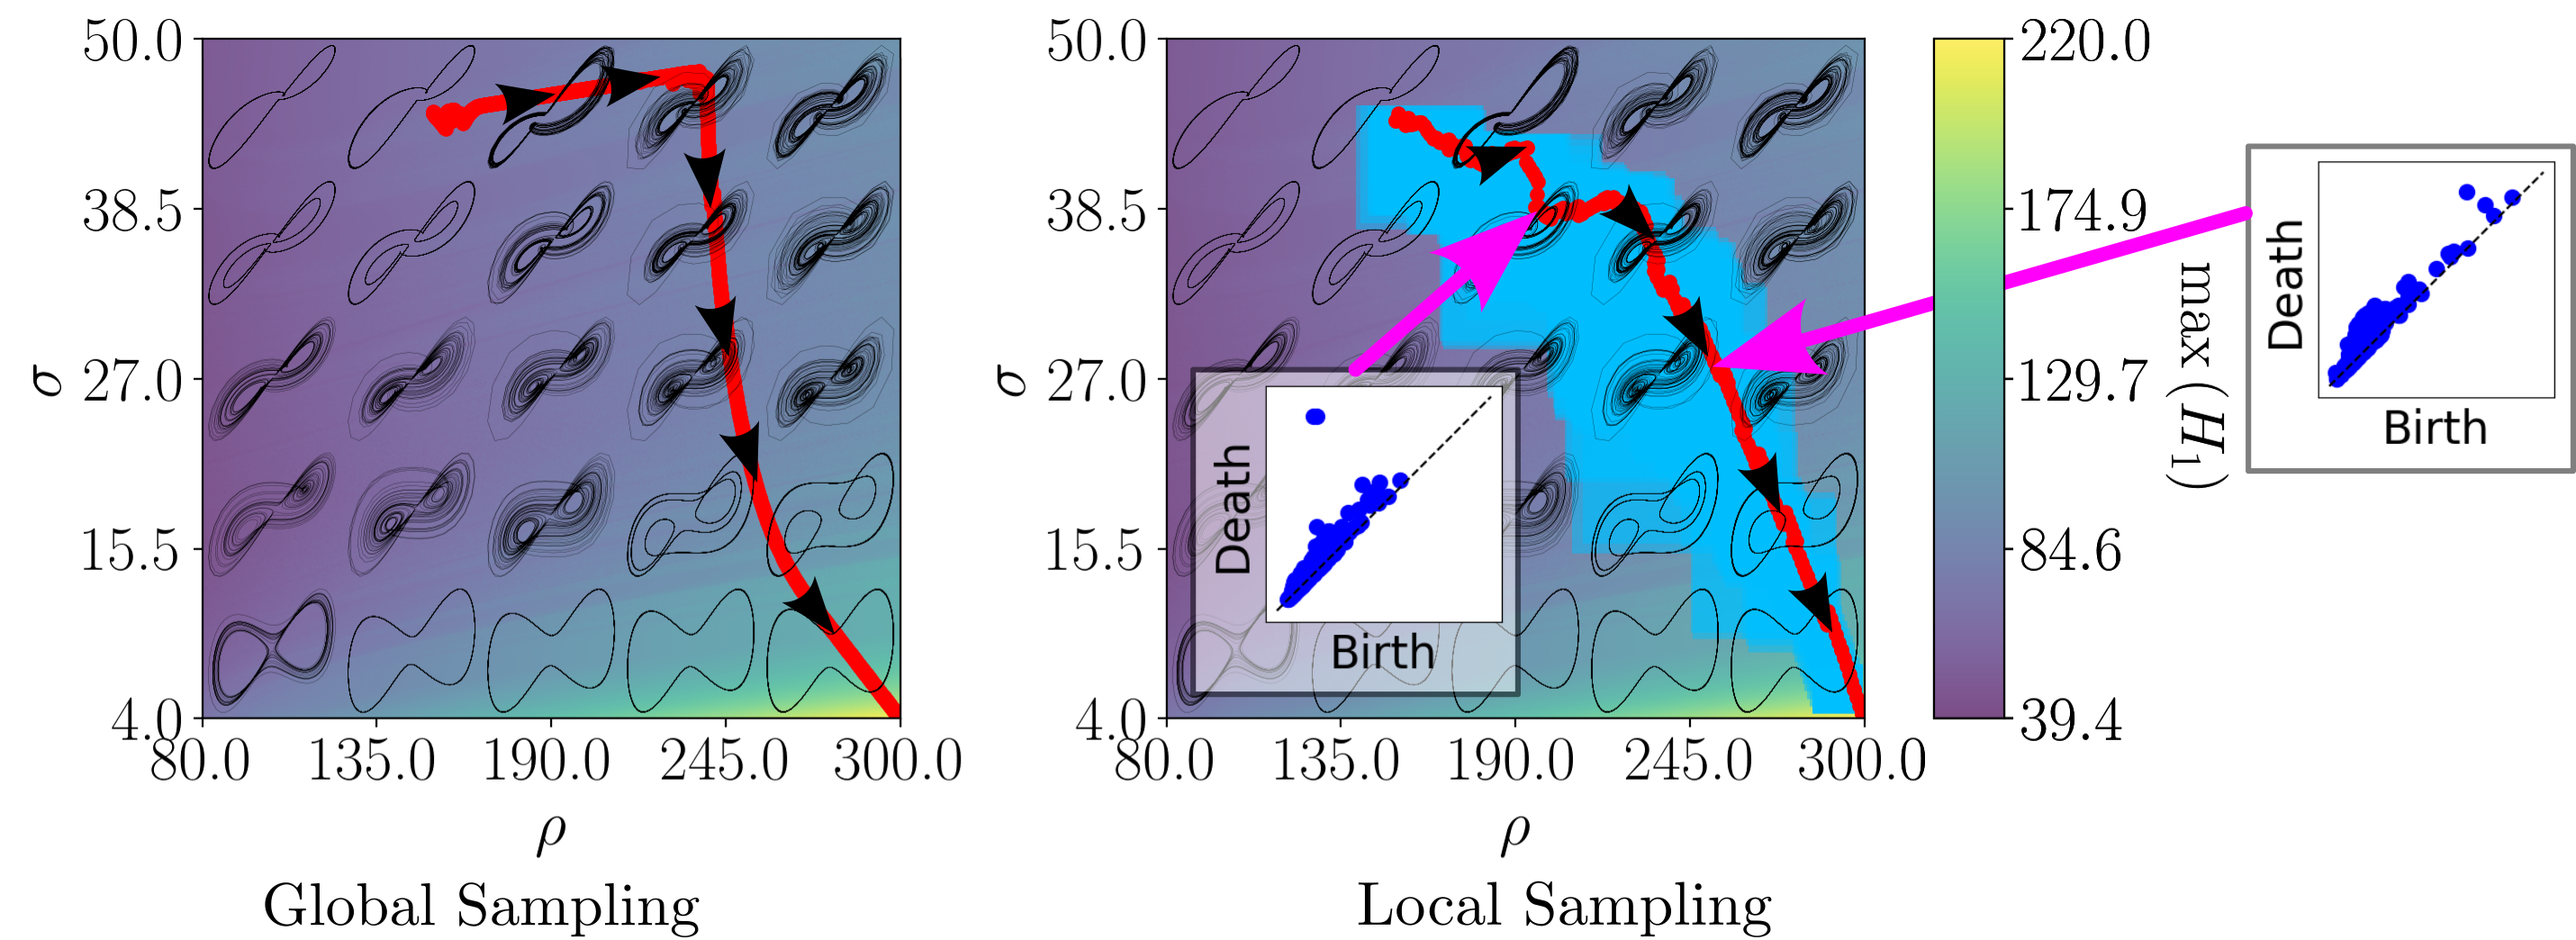 50.0
38.5
27.0
15.5
4.0
σ
80.0 135.0 190.0 245.0 300.0
ρ
Global Sampling
50.0
38.5
27.0
15.5
4.0
σ
80.0 135.0 190.0 245.0 300.0
ρ
Local Sampling
Death
Birth
220.0
174.9
129.7
84.6
39.4
max (H₁)
Death
Birth